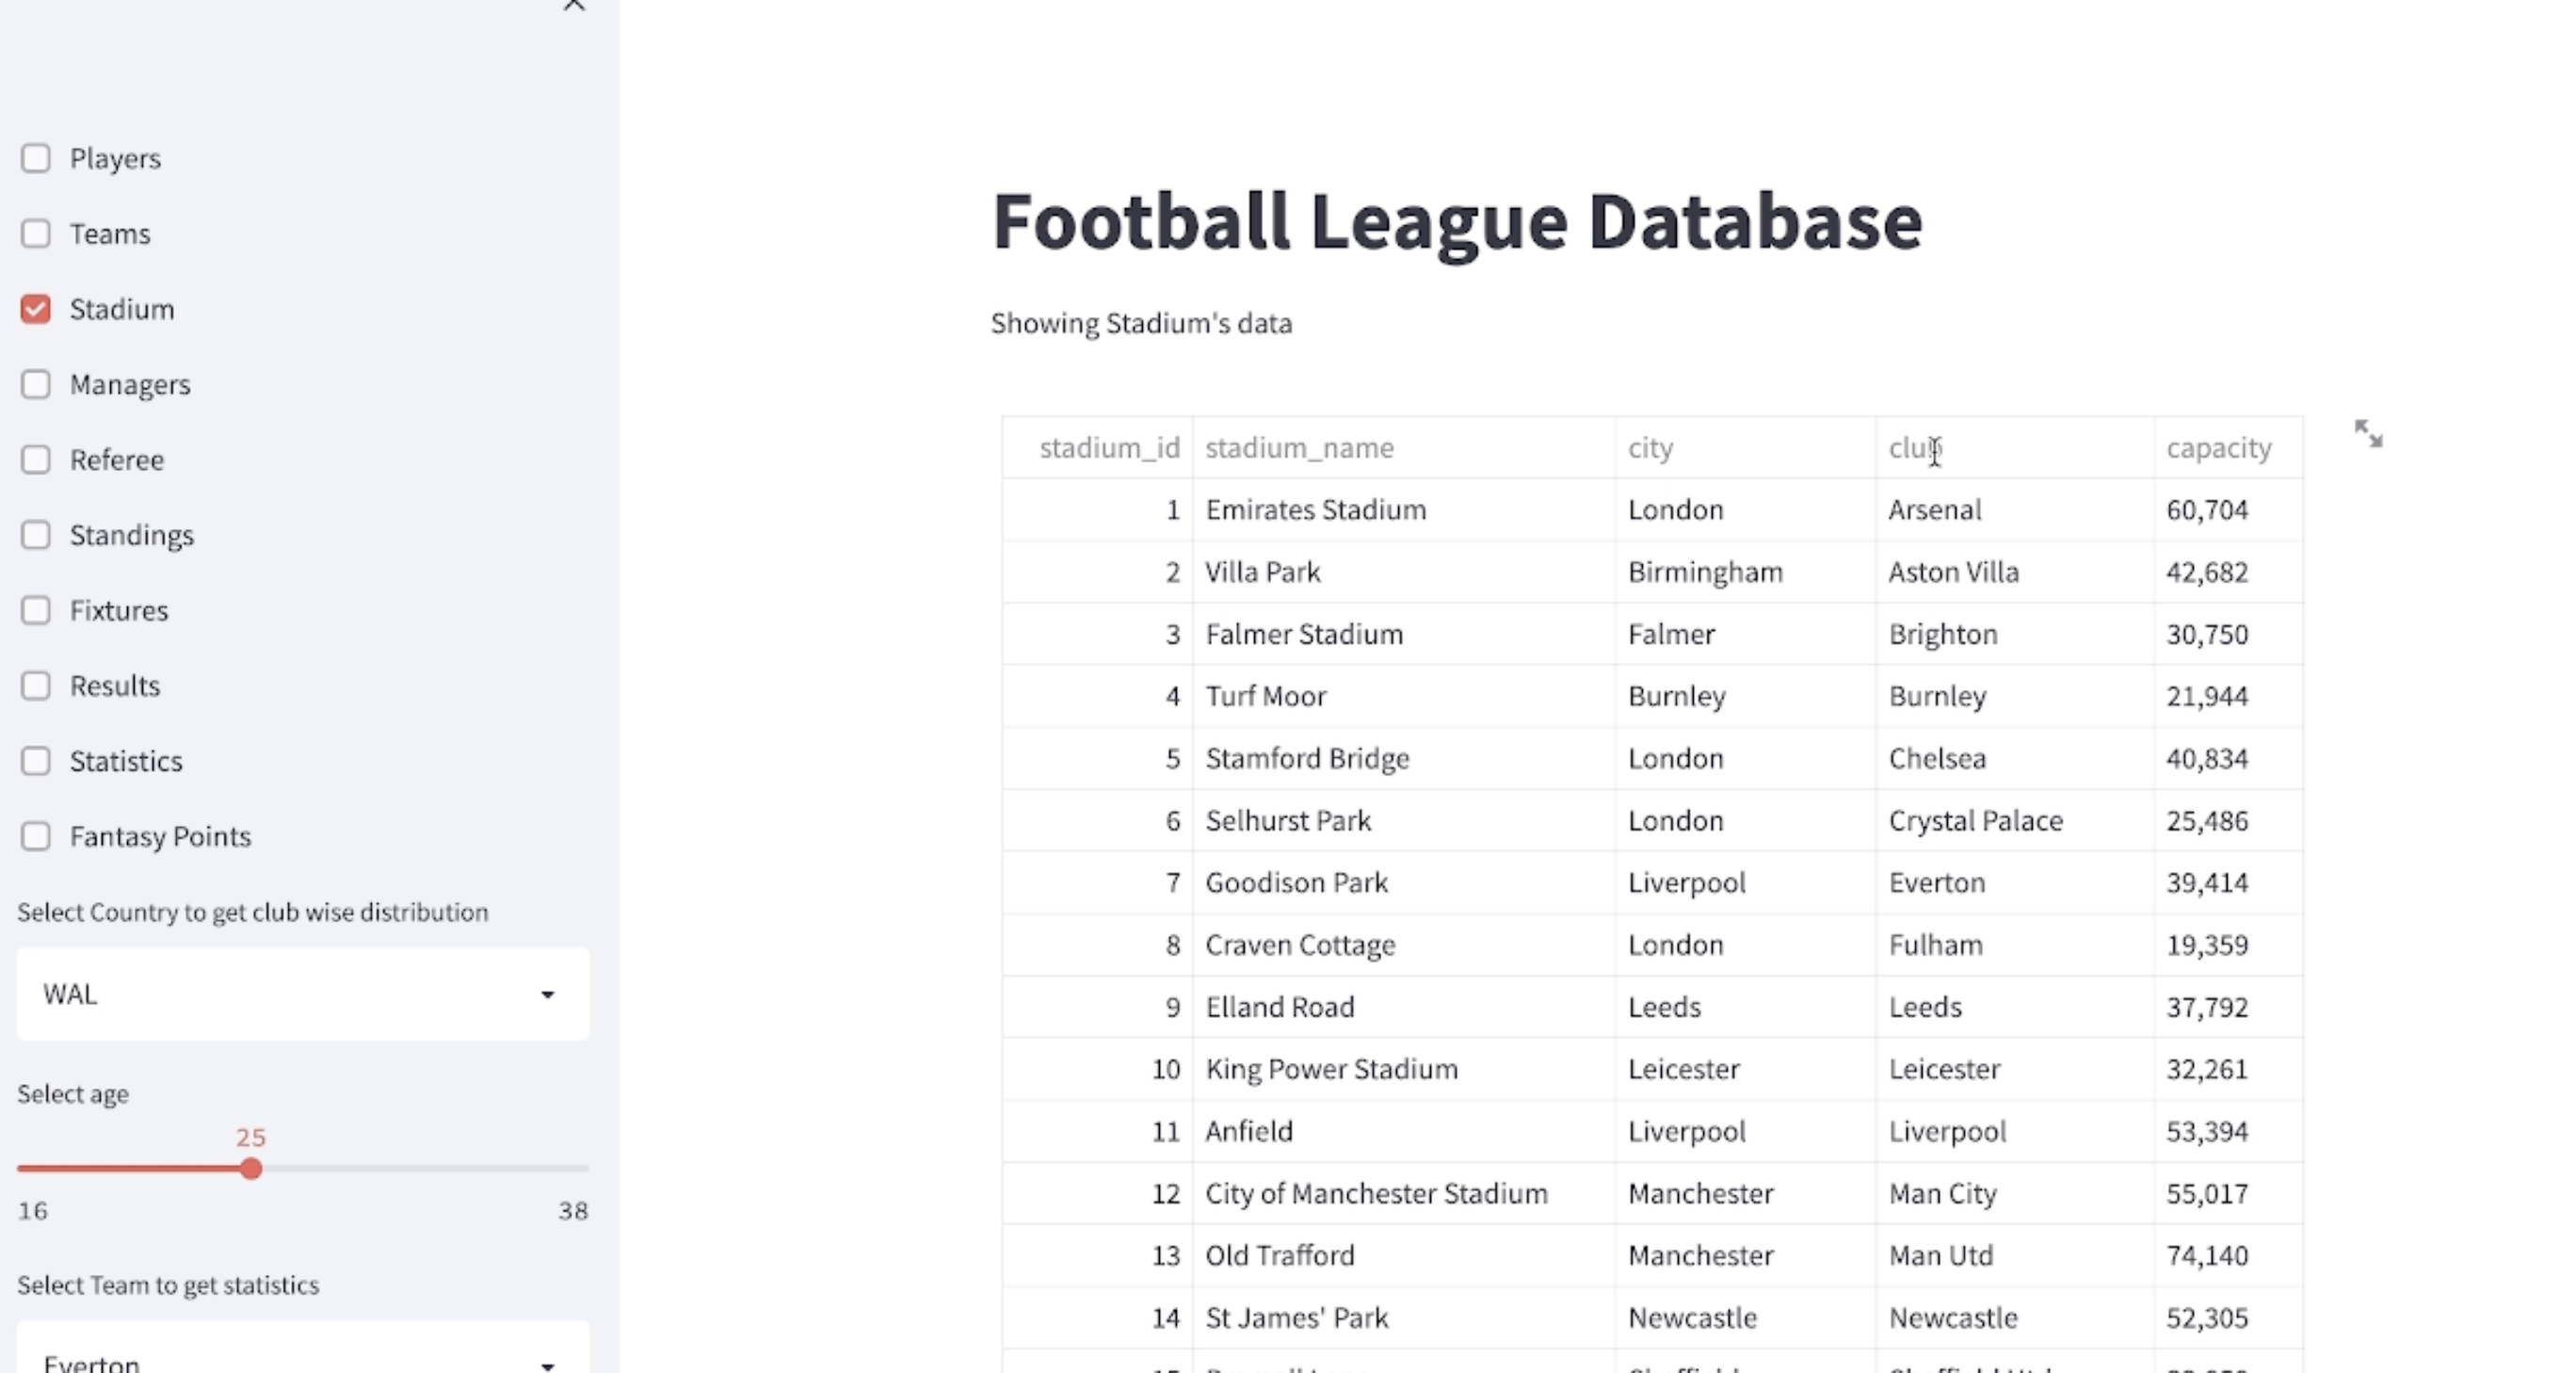 Players
Teams
Stadium
Managers
Referee
Standings
Fixtures
Results
Statistics
Fantasy Points
Select Country to get club wise distribution
WAL
Select age
25
16 38
Select Team to get statistics
Everton
Football League Database
Showing Stadium's data
stadium_id stadium_name city club capacity
1 Emirates Stadium London Arsenal 60,704
2 Villa Park Birmingham Aston Villa 42,682
3 Falmer Stadium Falmer Brighton 30,750
4 Turf Moor Burnley Burnley 21,944
5 Stamford Bridge London Chelsea 40,834
6 Selhurst Park London Crystal Palace 25,486
7 Goodison Park Liverpool Everton 39,414
8 Craven Cottage London Fulham 19,359
9 Elland Road Leeds Leeds 37,792
10 King Power Stadium Leicester Leicester 32,261
11 Anfield Liverpool Liverpool 53,394
12 City of Manchester Stadium Manchester Man City 55,017
13 Old Trafford Manchester Man Utd 74,140
14 St James' Park Newcastle Newcastle 52,305